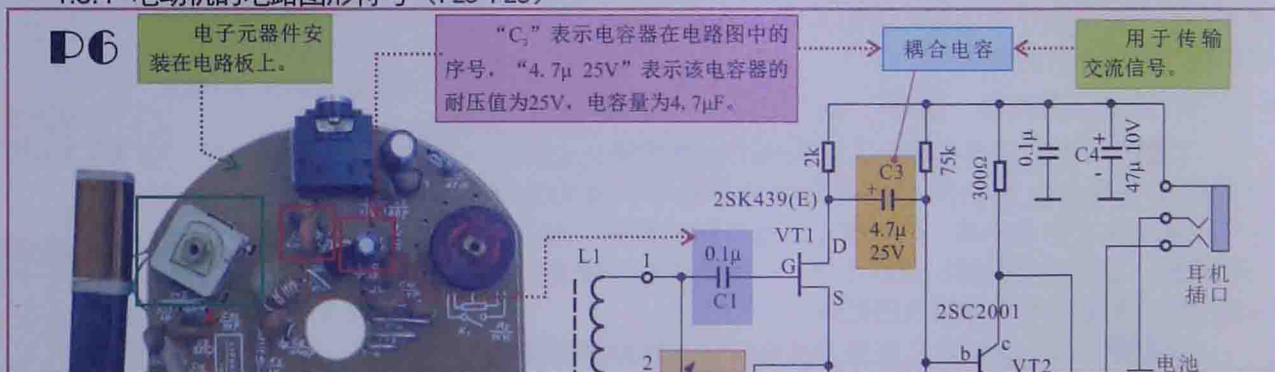 P6
电子元器件安
装在电路板上。
“C₃”表示电容器在电路图中的
序号，“4.7μ 25V”表示该电容器的
耐压值为25V，电容量为4.7μF。
耦合电容
用于传输
交流信号。
2k
C3
4.7μ
25V
75k
300Ω
0.1μ
C4
47μ 10V
2SK439(E)
VT1
D
G
S
L1
1
0.1μ
C1
2
2SC2001
b
c
VT2
耳机
插口
电池